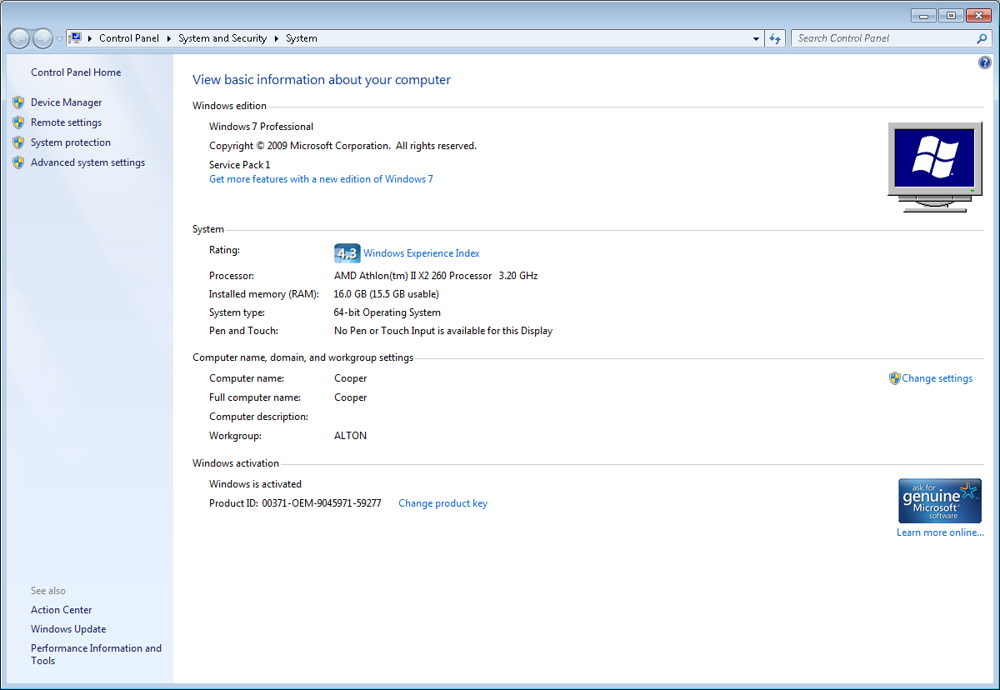 Control Panel
System and Security
System
Search Control Panel
Control Panel Home
Device Manager
Remote settings
System protection
Advanced system settings
View basic information about your computer
Windows edition
Windows 7 Professional
Copyright © 2009 Microsoft Corporation.  All rights reserved.
Service Pack 1
Get more features with a new edition of Windows 7
System
Rating: 4.3 Windows Experience Index
Processor: AMD Athlon(tm) II X2 260 Processor   3.20 GHz
Installed memory (RAM): 16.0 GB (15.5 GB usable)
System type: 64-bit Operating System
Pen and Touch: No Pen or Touch Input is available for this Display
Computer name, domain, and workgroup settings
Computer name: Cooper Change settings
Full computer name: Cooper
Computer description:
Workgroup: ALTON
Windows activation
Windows is activated
Product ID: 00371-OEM-9045971-59277 Change product key
ask for
genuine
Microsoft®
software
Learn more online...
See also
Action Center
Windows Update
Performance Information and
Tools